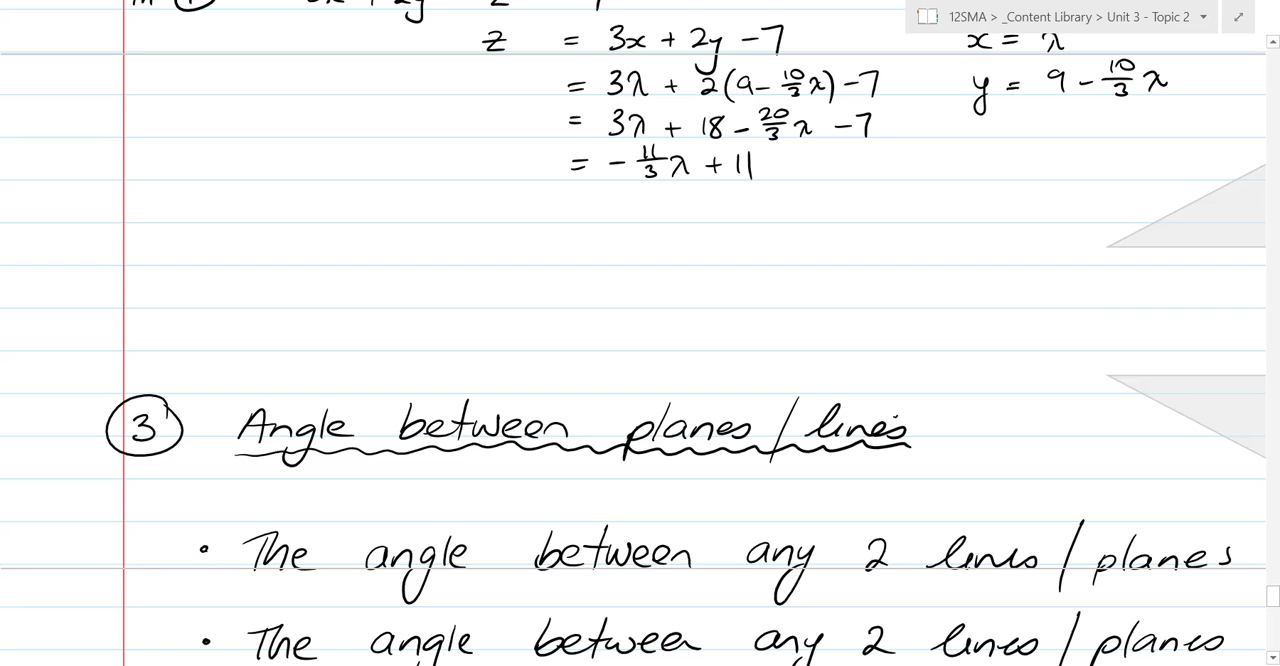 12SMA > _Content Library > Unit 3 - Topic 2
z = 3x + 2y - 7
x = λ
= 3λ + 2(9 - 10/3 λ) - 7
y = 9 - 10/3 λ
= 3λ + 18 - 20/3 λ - 7
= - 11/3 λ + 11
3 Angle between planes / lines
• The angle between any 2 lines / planes
• The angle between any 2 lines / planes